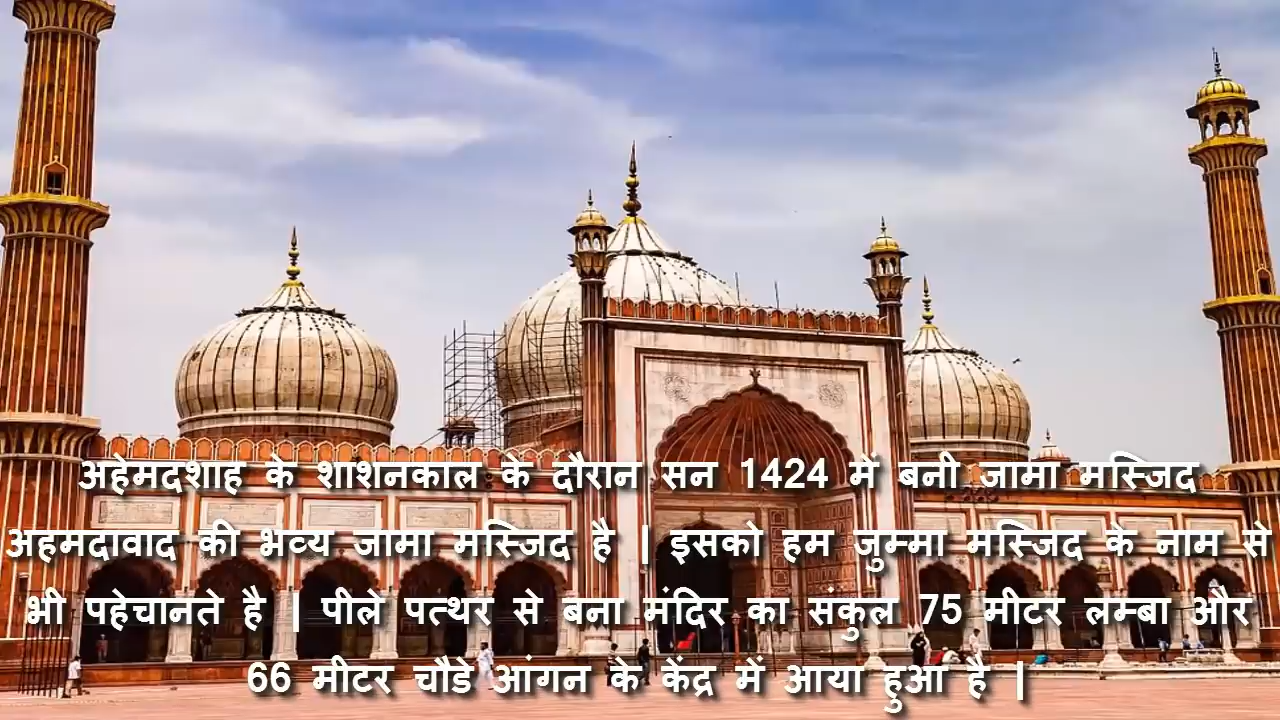 अहेमदशाह के शाशनकाल के दौरान सन 1424 में बनी जामा मस्जिद
अहमदावाद की भव्य जामा मस्जिद है | इसको हम जुम्मा मस्जिद के नाम से
भी पहेचानते है | पीले पत्थर से बना मंदिर का संकुल 75 मीटर लम्बा और
66 मीटर चौडे आंगन के केंद्र में आया हुआ है |